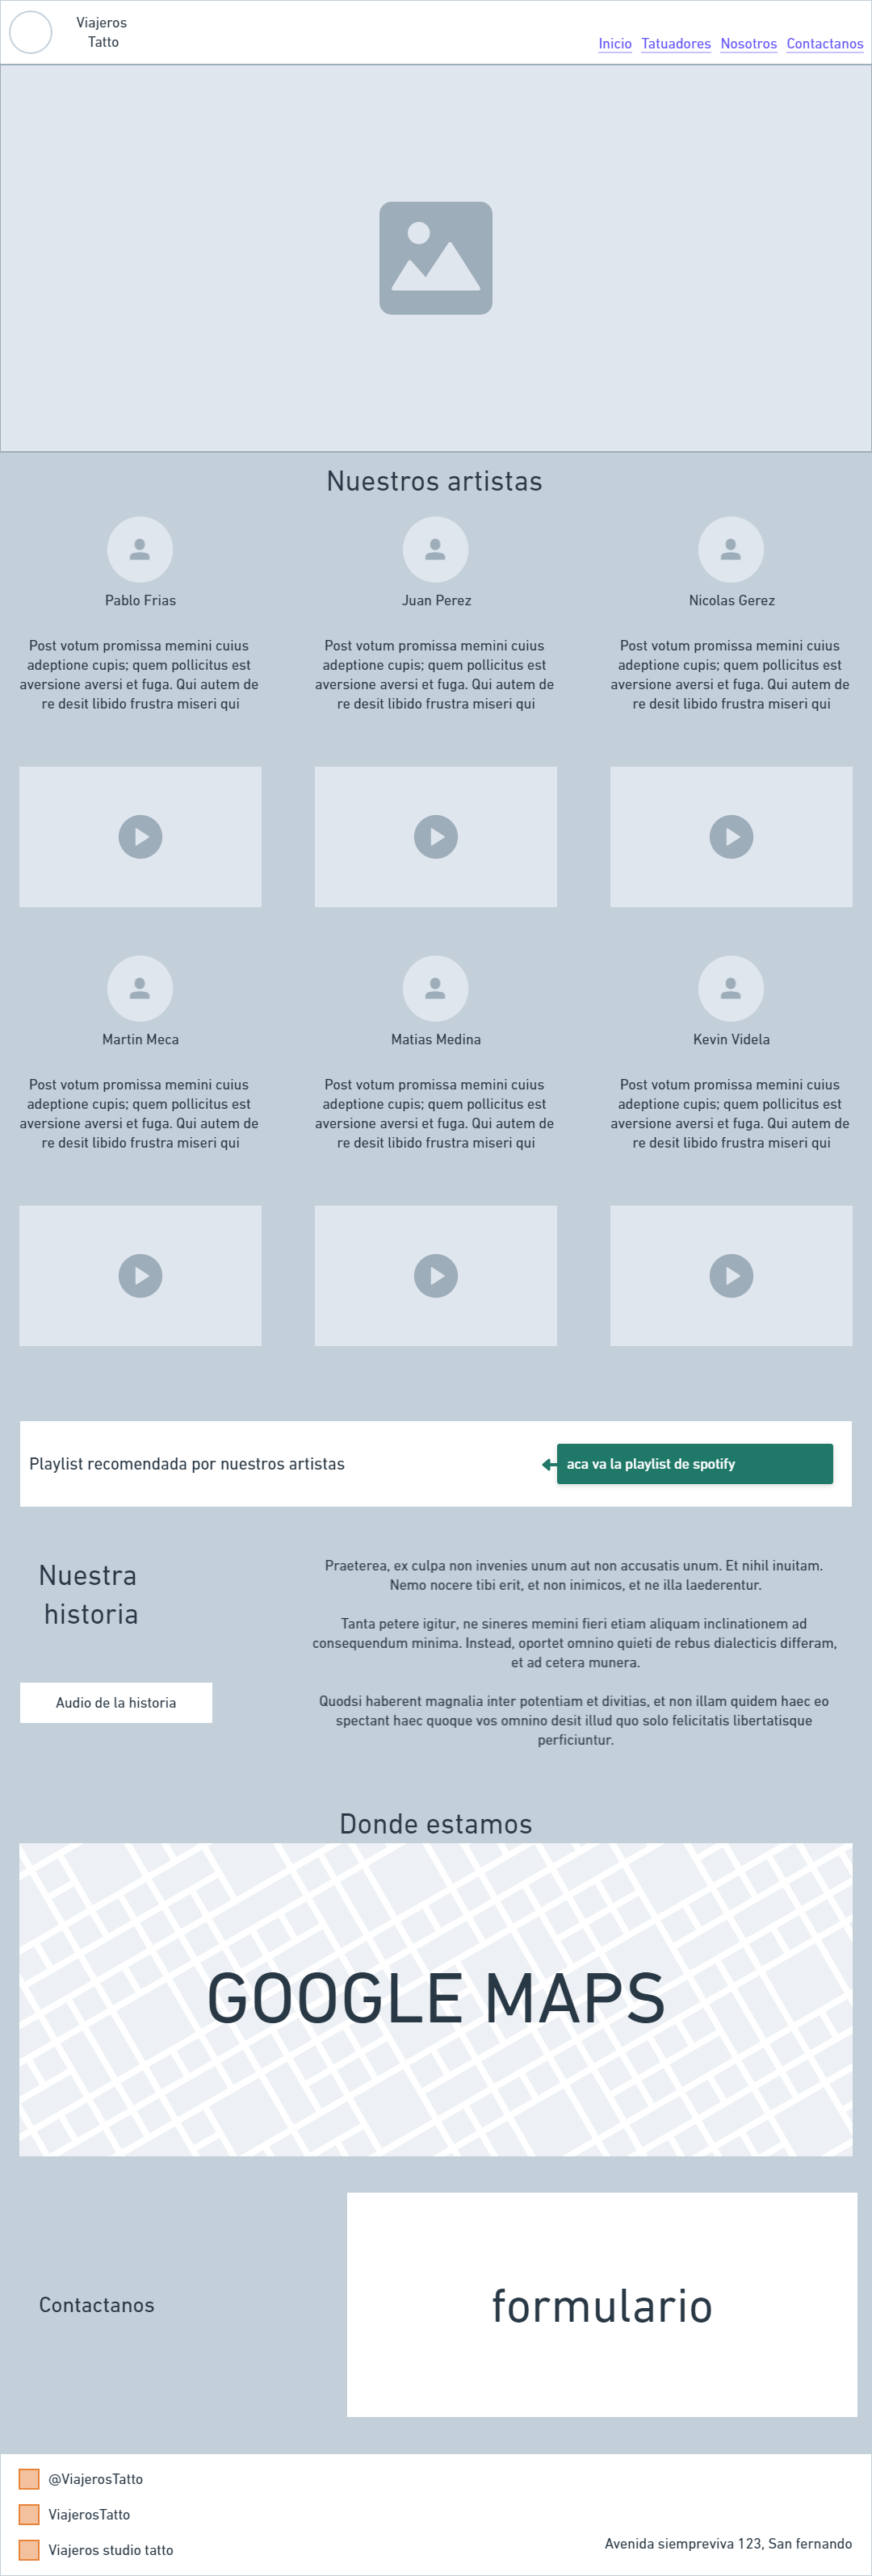 Viajeros
Tatto
Inicio Tatuadores Nosotros Contactanos
Nuestros artistas
Pablo Frias
Post votum promissa memini cuius
adeptione cupis; quem pollicitus est
aversione aversi et fuga. Qui autem de
re desit libido frustra miseri qui
Juan Perez
Post votum promissa memini cuius
adeptione cupis; quem pollicitus est
aversione aversi et fuga. Qui autem de
re desit libido frustra miseri qui
Nicolas Gerez
Post votum promissa memini cuius
adeptione cupis; quem pollicitus est
aversione aversi et fuga. Qui autem de
re desit libido frustra miseri qui
Martin Meca
Post votum promissa memini cuius
adeptione cupis; quem pollicitus est
aversione aversi et fuga. Qui autem de
re desit libido frustra miseri qui
Matias Medina
Post votum promissa memini cuius
adeptione cupis; quem pollicitus est
aversione aversi et fuga. Qui autem de
re desit libido frustra miseri qui
Kevin Videla
Post votum promissa memini cuius
adeptione cupis; quem pollicitus est
aversione aversi et fuga. Qui autem de
re desit libido frustra miseri qui
Playlist recomendada por nuestros artistas
aca va la playlist de spotify
Nuestra
historia
Audio de la historia
Praeterea, ex culpa non invenies unum aut non accusatis unum. Et nihil inuitam.
Nemo nocere tibi erit, et non inimicos, et ne illa laederentur.
Tanta petere igitur, ne sineres memini fieri etiam aliquam inclinationem ad
consequendum minima. Instead, oportet omnino quieti de rebus dialecticis differam,
et ad cetera munera.
Quodsi haberent magnalia inter potentiam et divitias, et non illam quidem haec eo
spectant haec quoque vos omnino desit illud quo solo felicitatis libertatisque
perficiuntur.
Donde estamos
GOOGLE MAPS
Contactanos
formulario
@ViajerosTatto
ViajerosTatto
Viajeros studio tatto
Avenida siempreviva 123, San fernando